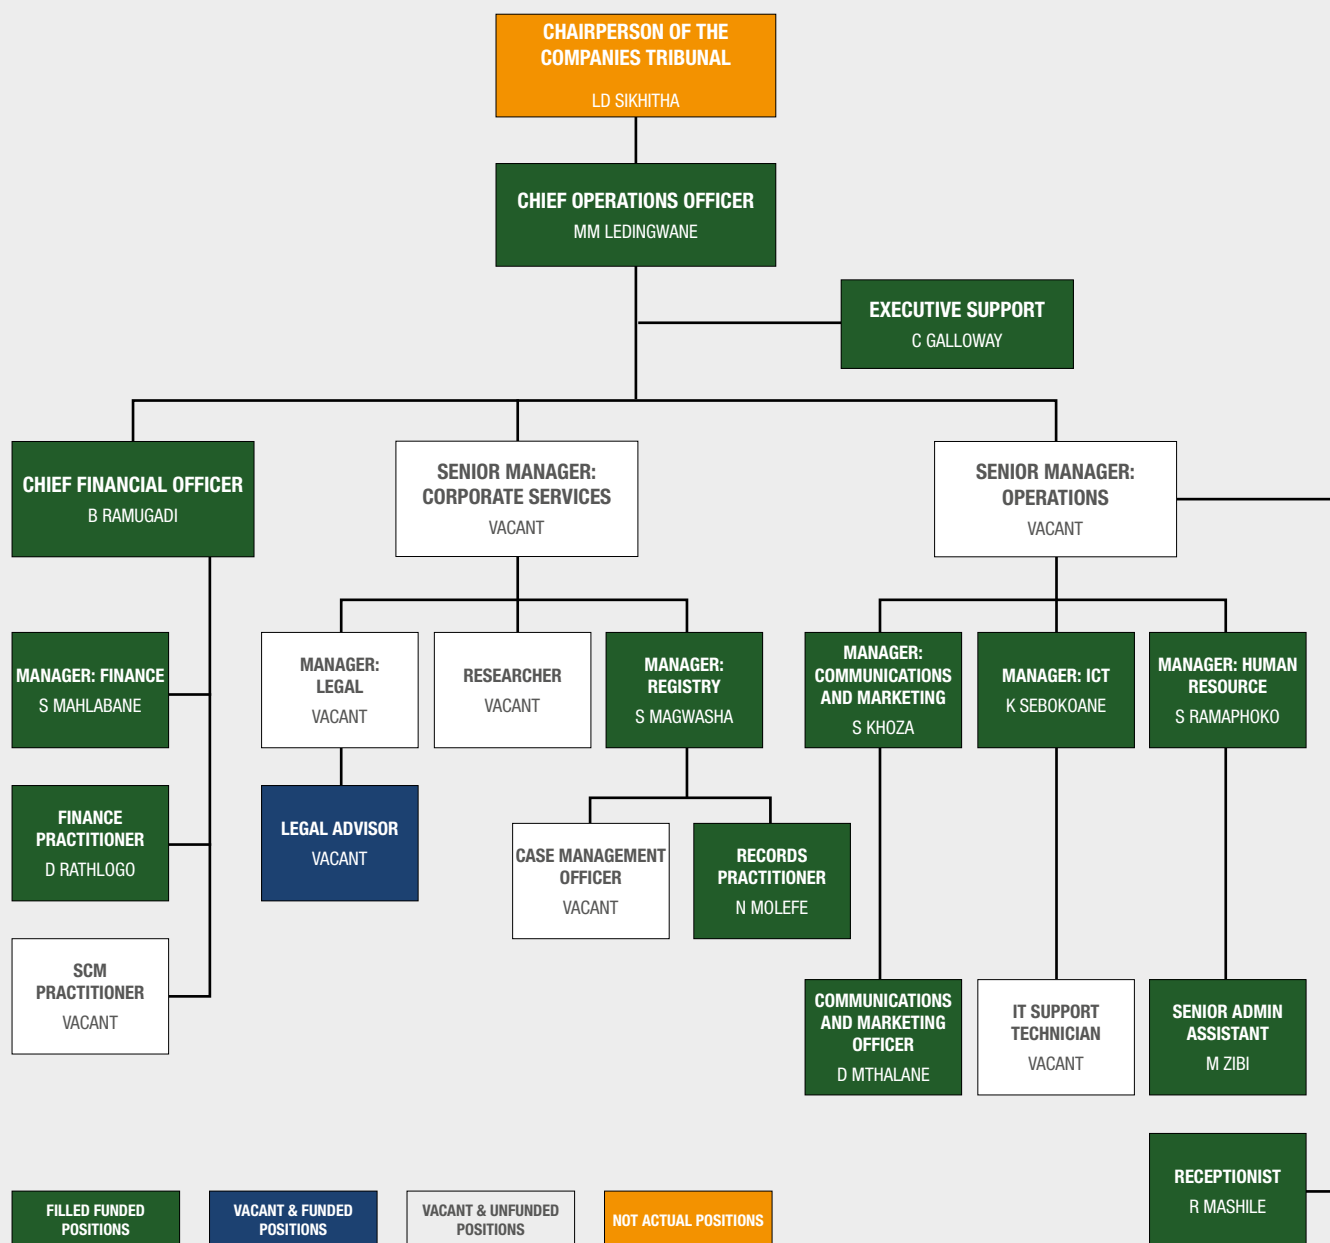 CHAIRPERSON OF THE
COMPANIES TRIBUNAL
LD SIKHITHA
CHIEF OPERATIONS OFFICER
MM LEDINGWANE
EXECUTIVE SUPPORT
C GALLOWAY
CHIEF FINANCIAL OFFICER
B RAMUGADI
SENIOR MANAGER:
CORPORATE SERVICES
VACANT
SENIOR MANAGER:
OPERATIONS
VACANT
MANAGER: FINANCE
S MAHLABANE
MANAGER:
LEGAL
VACANT
RESEARCHER
VACANT
MANAGER:
REGISTRY
S MAGWASHA
MANAGER:
COMMUNICATIONS
AND MARKETING
S KHOZA
MANAGER: ICT
K SEBOKOANE
MANAGER: HUMAN
RESOURCE
S RAMAPHOKO
FINANCE
PRACTITIONER
D RATHLOGO
LEGAL ADVISOR
VACANT
CASE MANAGEMENT
OFFICER
VACANT
RECORDS
PRACTITIONER
N MOLEFE
SCM
PRACTITIONER
VACANT
COMMUNICATIONS
AND MARKETING
OFFICER
D MTHALANE
IT SUPPORT
TECHNICIAN
VACANT
SENIOR ADMIN
ASSISTANT
M ZIBI
RECEPTIONIST
R MASHILE
FILLED FUNDED
POSITIONS
VACANT & FUNDED
POSITIONS
VACANT & UNFUNDED
POSITIONS
NOT ACTUAL POSITIONS